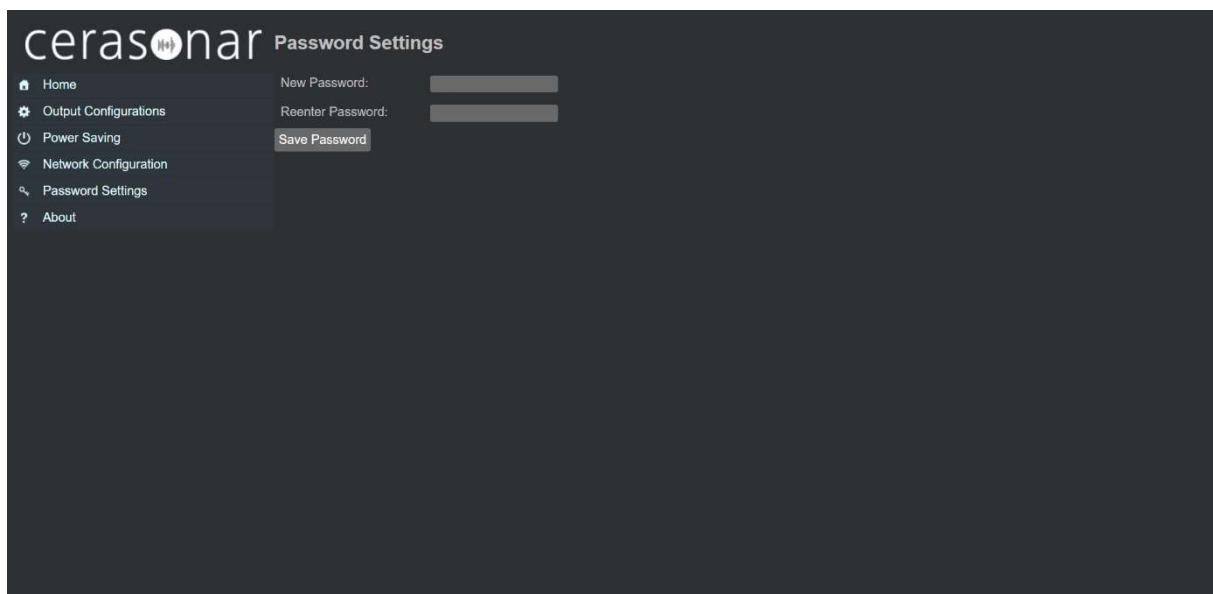 cerasonar
Password Settings
Home
Output Configurations
Power Saving
Network Configuration
Password Settings
? About
New Password:
Reenter Password:
Save Password